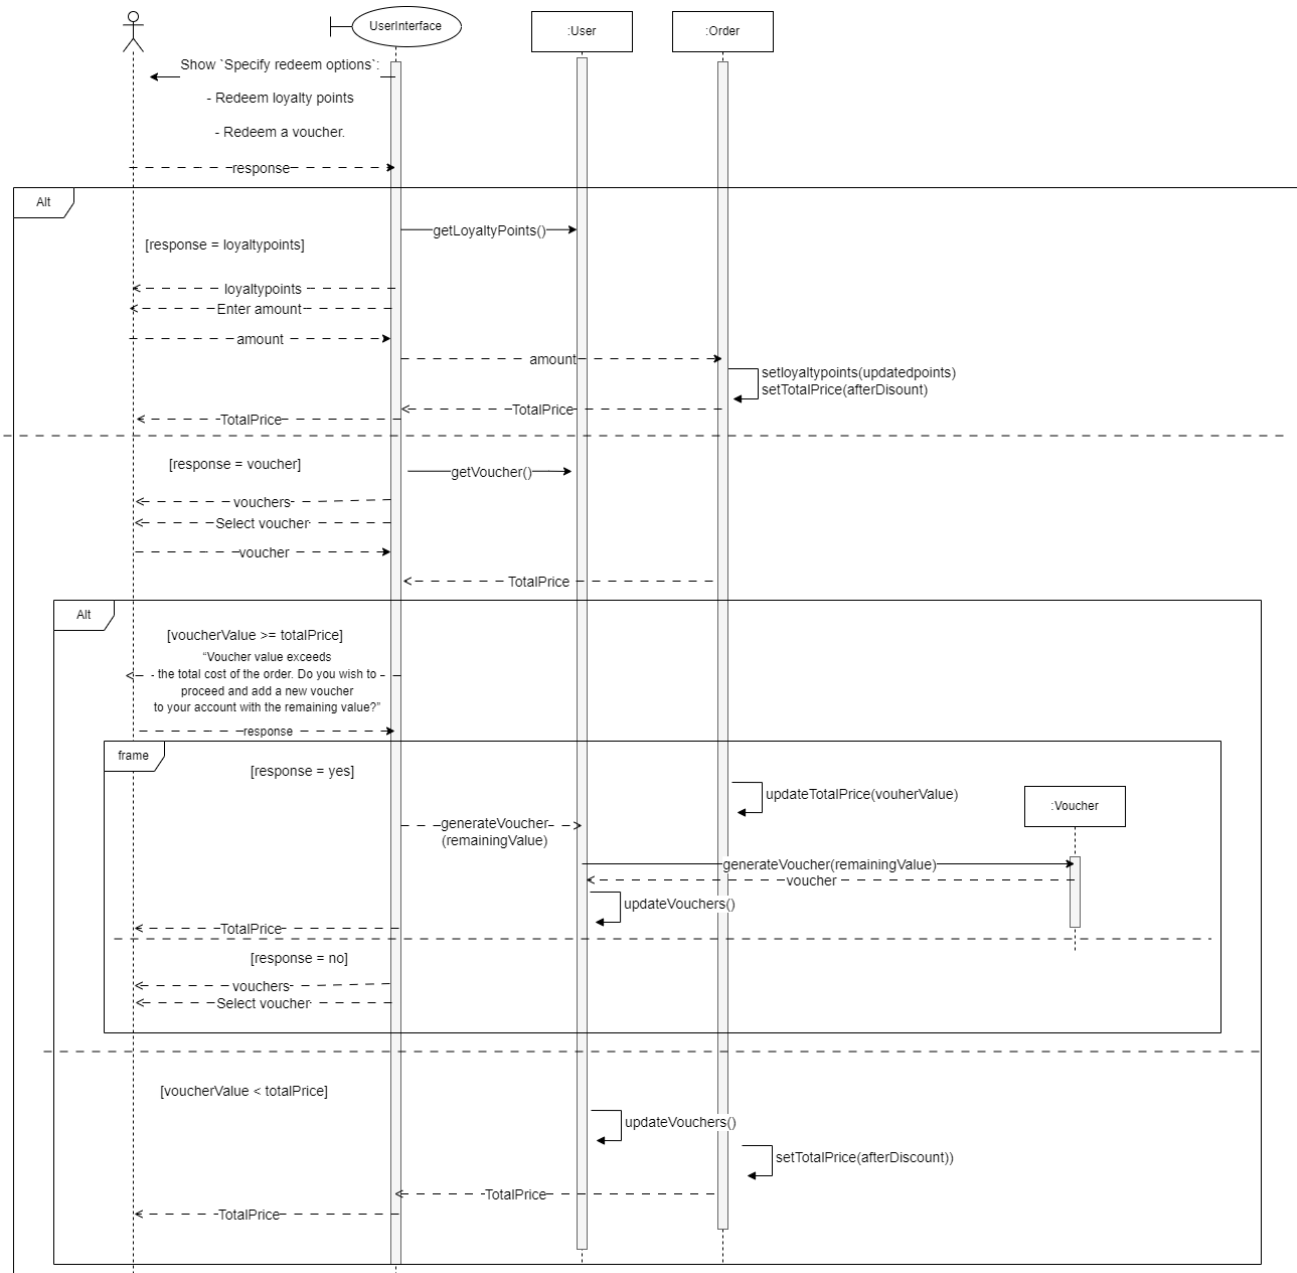 UserInterface
:User
:Order
Show `Specify redeem options`:
- Redeem loyalty points
- Redeem a voucher.
response
Alt
getLoyaltyPoints()
[response = loyaltypoints]
loyaltypoints
Enter amount
amount
amount
setloyaltypoints(updatedpoints)
setTotalPrice(afterDisount)
TotalPrice
TotalPrice
[response = voucher]
getVoucher()
vouchers
Select voucher
voucher
TotalPrice
Alt
[voucherValue >= totalPrice]
“Voucher value exceeds
the total cost of the order. Do you wish to
proceed and add a new voucher
to your account with the remaining value?”
response
frame
[response = yes]
updateTotalPrice(vouherValue)
:Voucher
generateVoucher
(remainingValue)
generateVoucher(remainingValue)
voucher
updateVouchers()
TotalPrice
[response = no]
vouchers
Select voucher
[voucherValue < totalPrice]
updateVouchers()
setTotalPrice(afterDiscount))
TotalPrice
TotalPrice